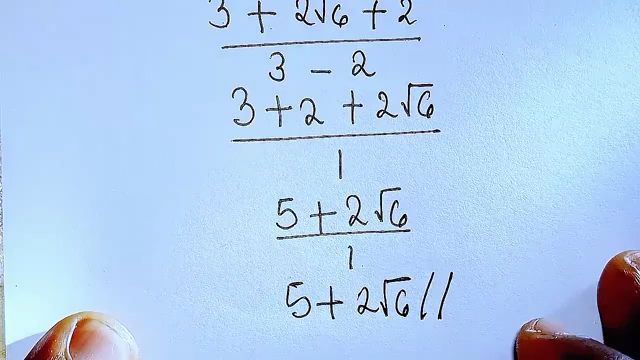 3 + 2√6 + 2
3 - 2
3 + 2 + 2√6
1
5 + 2√6
1
5 + 2√6//